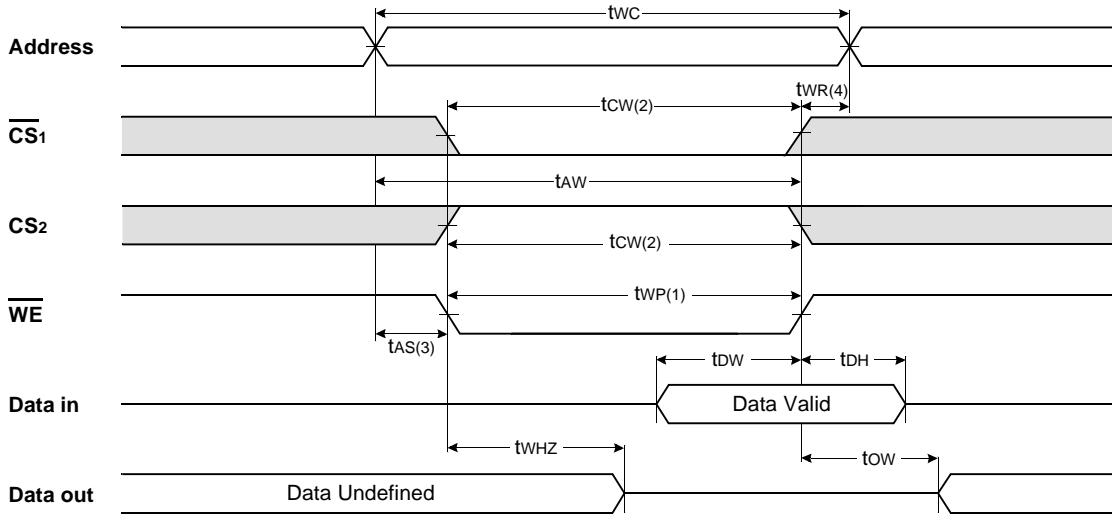 tWC
Address
tCW(2)
tWR(4)
CS1
tAW
CS2
tCW(2)
WE
tWP(1)
tAS(3)
tDW
tDH
Data in
Data Valid
tWHZ
tOW
Data out
Data Undefined